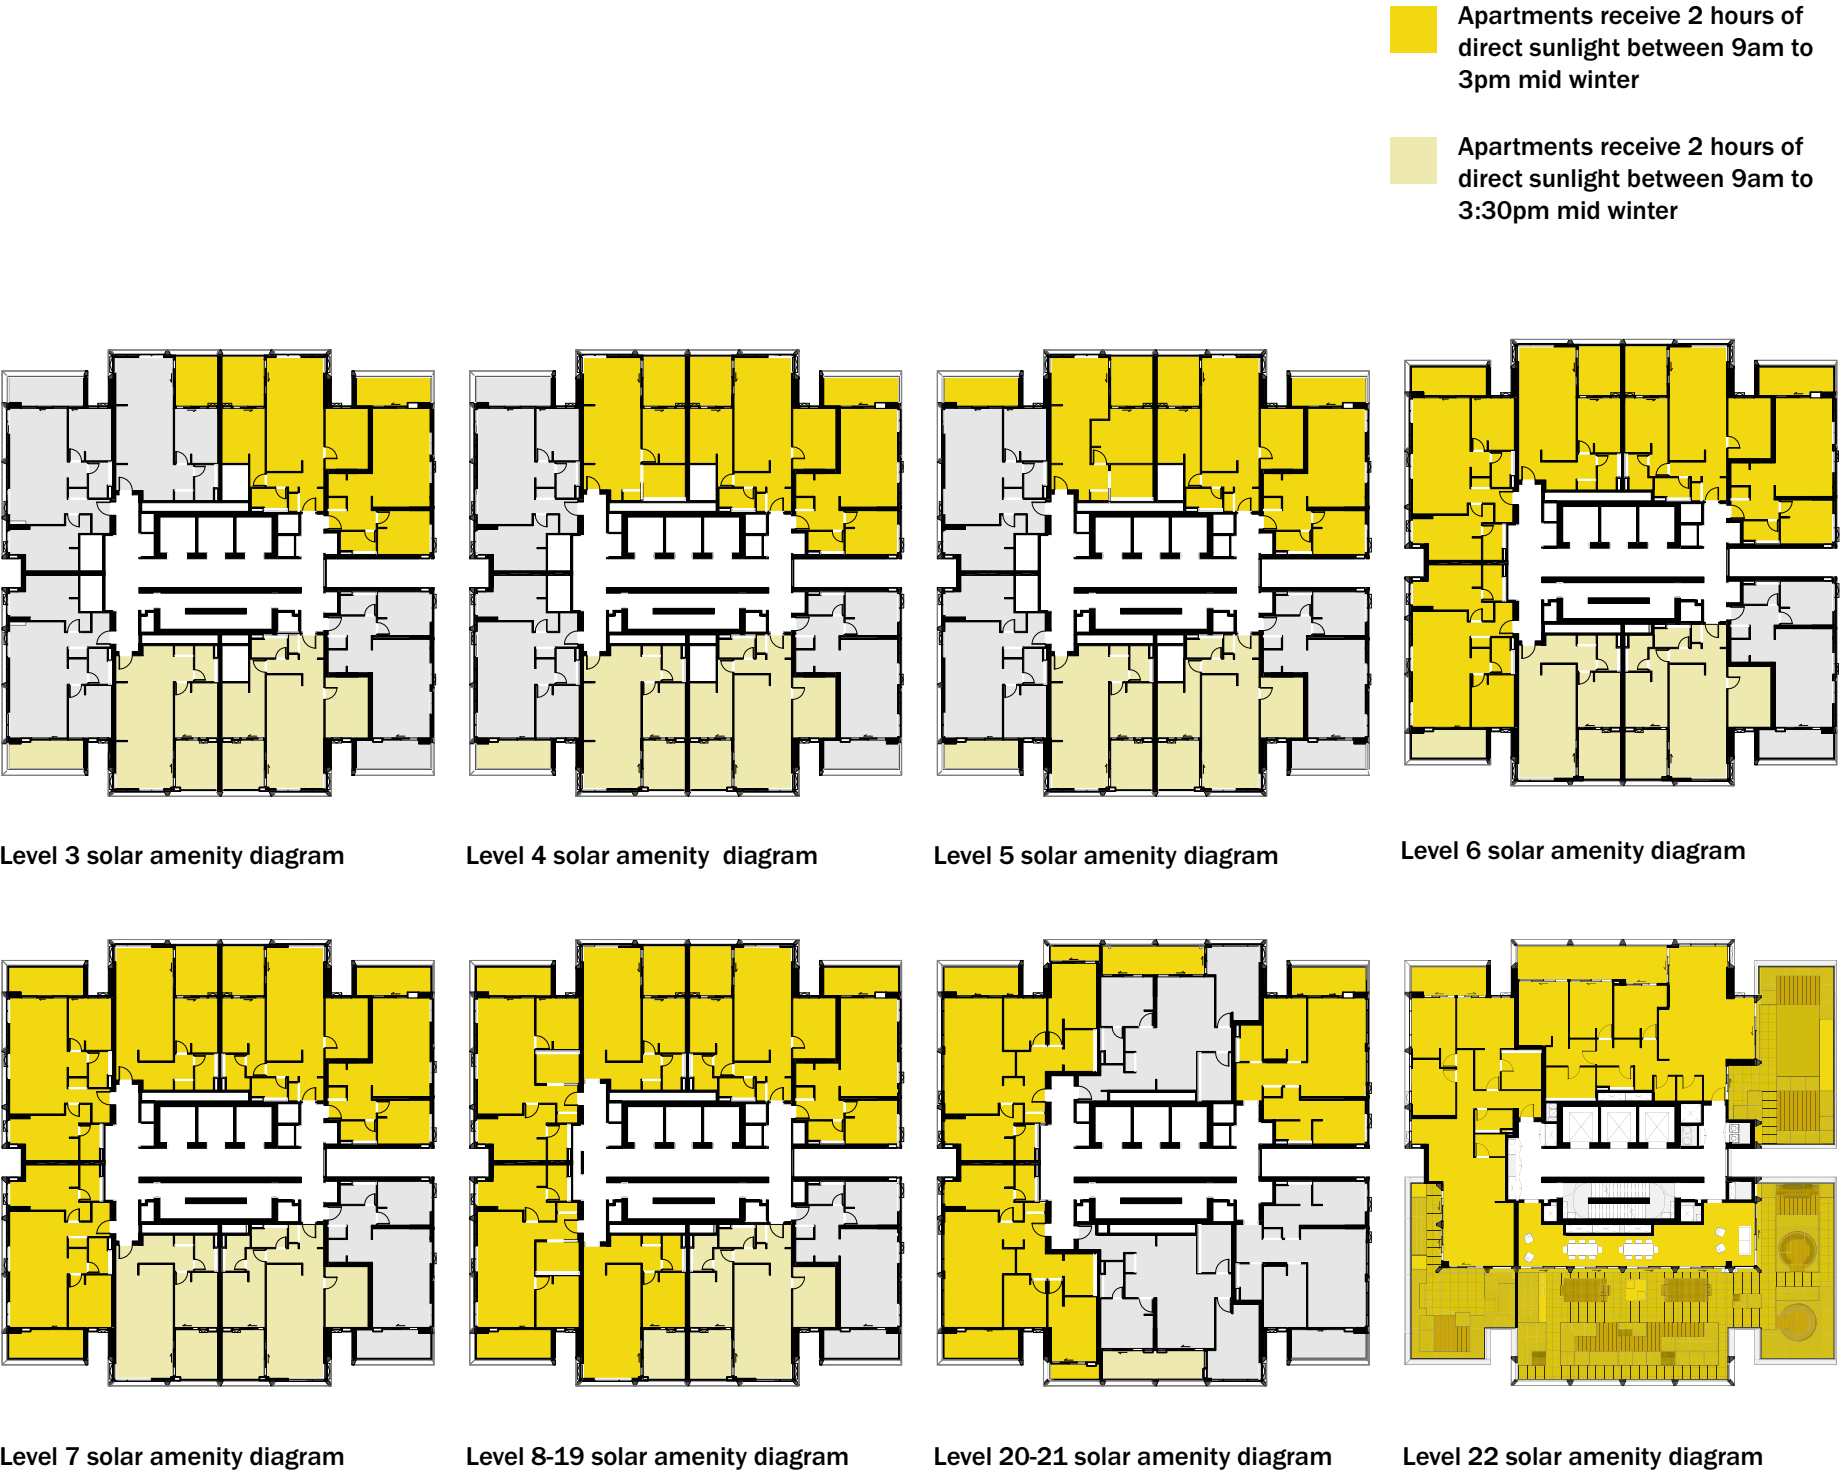 Apartments receive 2 hours of
direct sunlight between 9am to
3pm mid winter
Apartments receive 2 hours of
direct sunlight between 9am to
3:30pm mid winter
Level 3 solar amenity diagram
Level 4 solar amenity  diagram
Level 5 solar amenity diagram
Level 6 solar amenity diagram
Level 7 solar amenity diagram
Level 8-19 solar amenity diagram
Level 20-21 solar amenity diagram
Level 22 solar amenity diagram